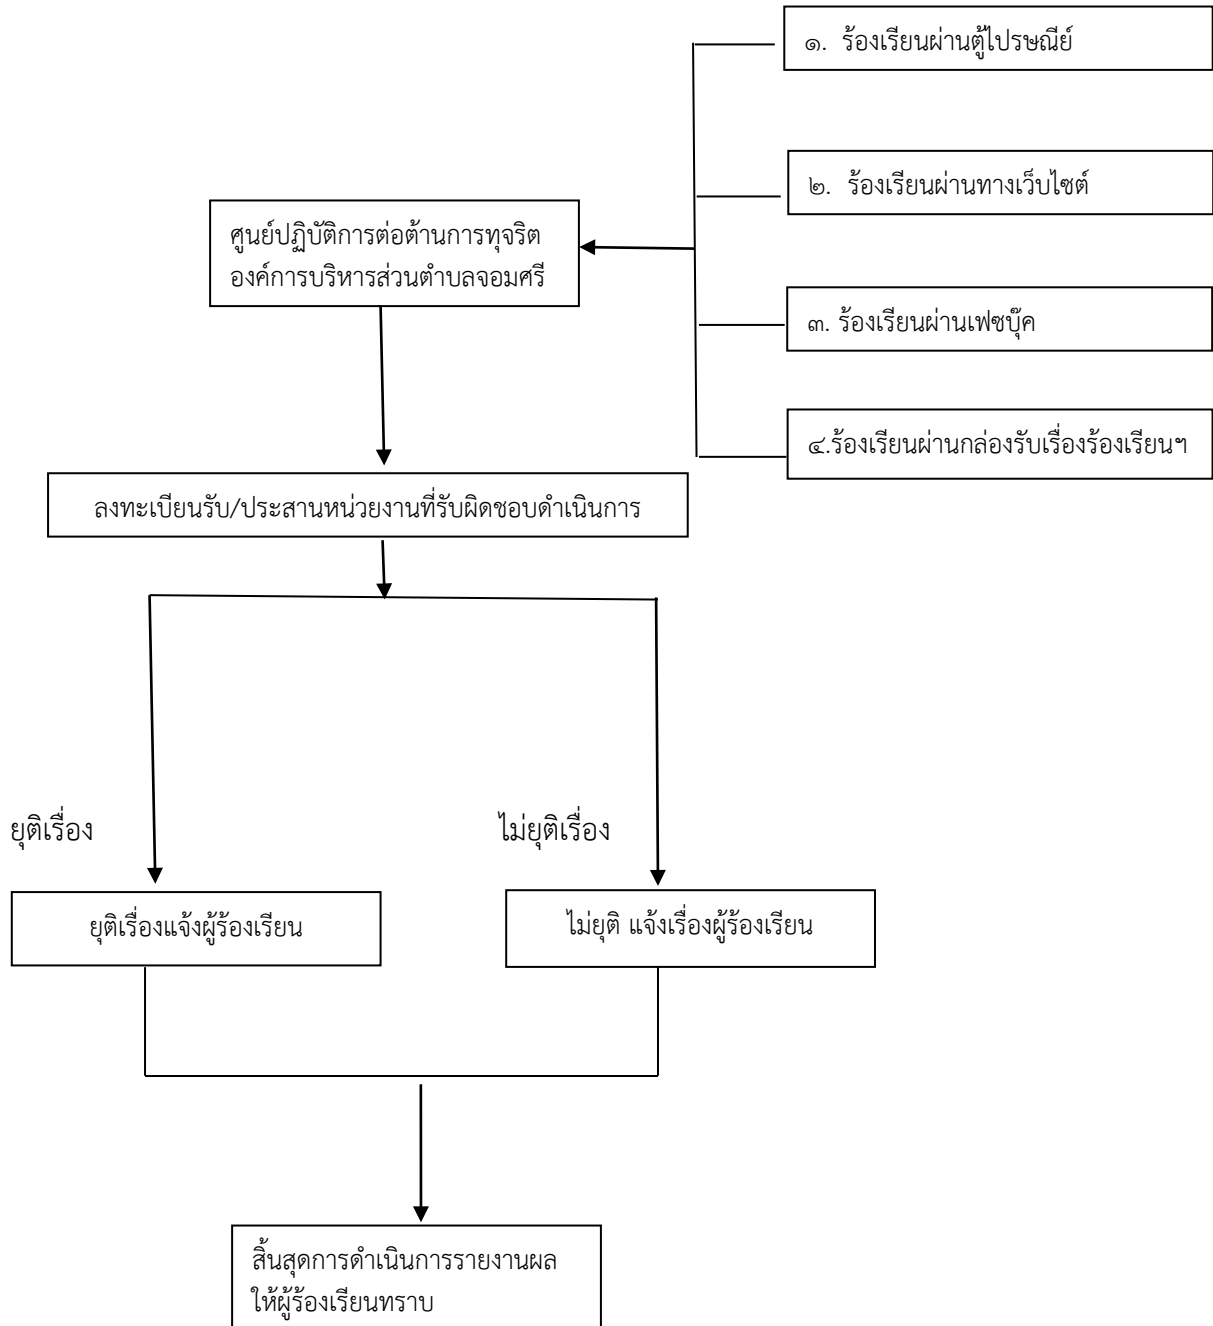 ๑. ร้องเรียนผ่านตู้ไปรษณีย์
๒. ร้องเรียนผ่านทางเว็บไซต์
ศูนย์ปฏิบัติการต่อต้านการทุจริต
องค์การบริหารส่วนตำบลจอมศรี
๓. ร้องเรียนผ่านเฟซบุ๊ค
๔.ร้องเรียนผ่านกล่องรับเรื่องร้องเรียนฯ
ลงทะเบียนรับ/ประสานหน่วยงานที่รับผิดชอบดำเนินการ
ยุติเรื่อง
ไม่ยุติเรื่อง
ยุติเรื่องแจ้งผู้ร้องเรียน
ไม่ยุติ แจ้งเรื่องผู้ร้องเรียน
สิ้นสุดการดำเนินการรายงานผล
ให้ผู้ร้องเรียนทราบ